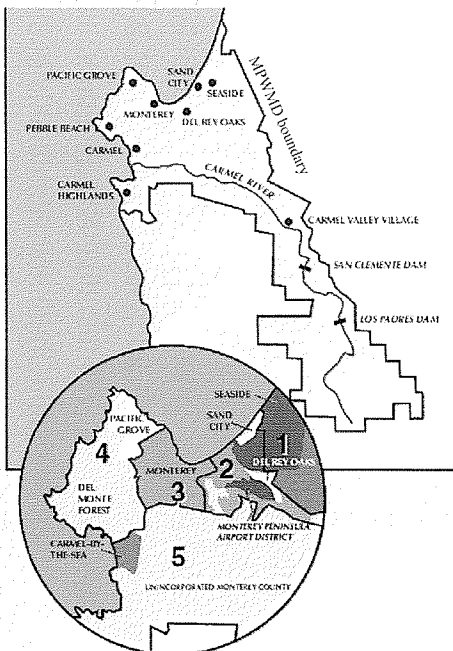 PACIFIC GROVE
SAND
CITY
SEASIDE
MONTEREY
DEL REY OAKS
PEBBLE BEACH
CARMEL
MPWMD boundary
CARMEL RIVER
CARMEL
HIGHLANDS
CARMEL VALLEY VILLAGE
SAN CLEMENTE DAM
LOS PADRES DAM
SEASIDE
SAND
CITY
PACIFIC
GROVE
4
1
DEL REY OAKS
2
MONTEREY
3
DEL
MONTE
FOREST
MONTEREY PENINSULA
AIRPORT DISTRICT
CARMEL-BY-
THE-SEA
5
UNINCORPORATED MONTEREY COUNTY